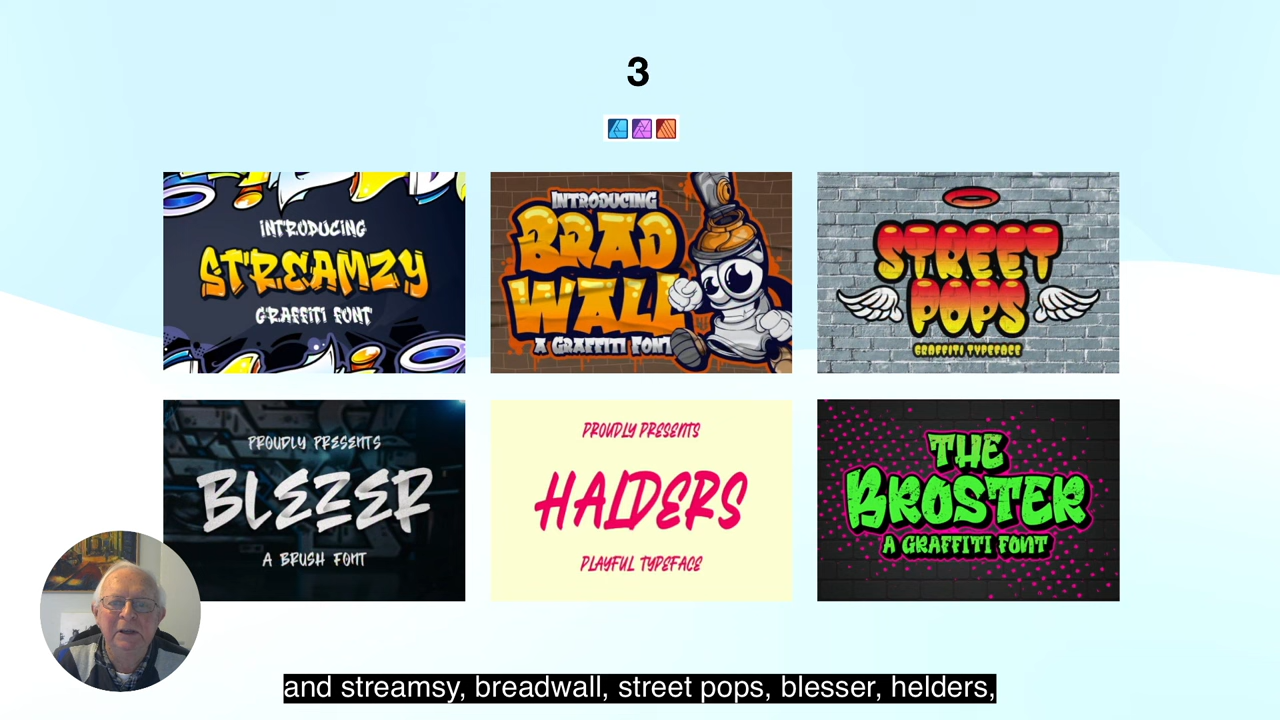 3
INTRODUCING
STREAMZY
GRAFFITI FONT
INTRODUCING
BRAD
WALL
A GRAFFITI FONT
STREET
POPS
GRAFFITI TYPEFACE
PROUDLY PRESENTS
BLEZER
A BRUSH FONT
PROUDLY PRESENTS
HALDERS
PLAYFUL TYPEFACE
THE
BROSTER
A GRAFFITI FONT
and streamsy, breadwall, street pops, blesser, helders,